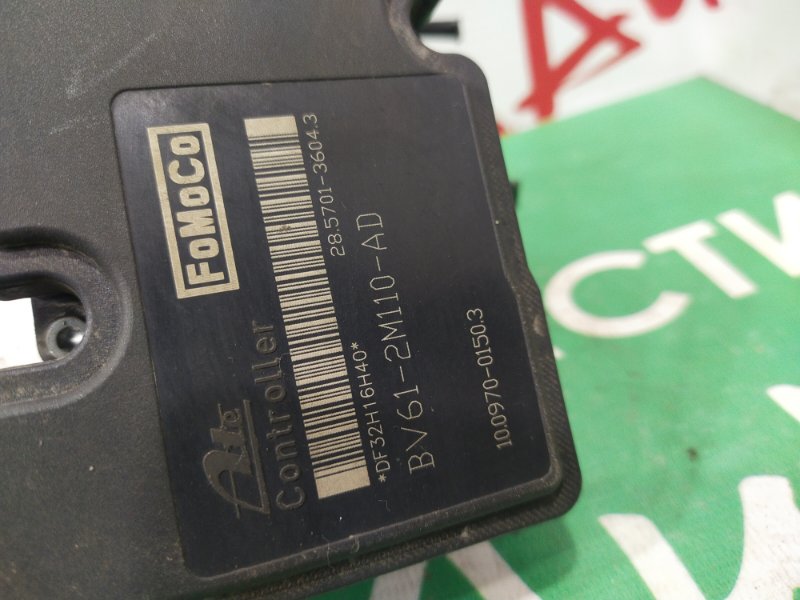 FoMoCo
Ate
Controller
28.5701-3604.3
*DF32H16H40*
BV61-2M110-AD
10.0970-0150.3